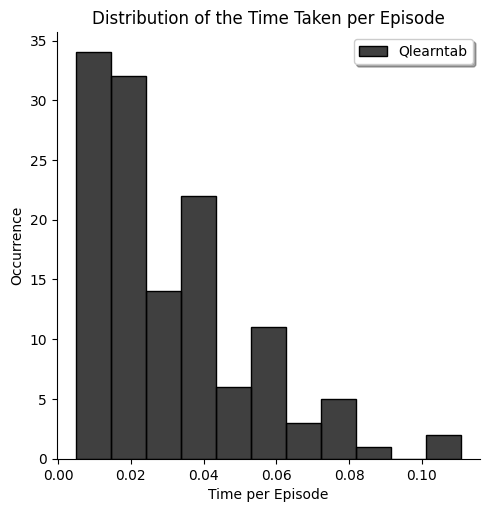 Distribution of the Time Taken per Episode
Qlearntab
35
30
25
20
15
10
5
0
Occurrence
0.00 0.02 0.04 0.06 0.08 0.10
Time per Episode